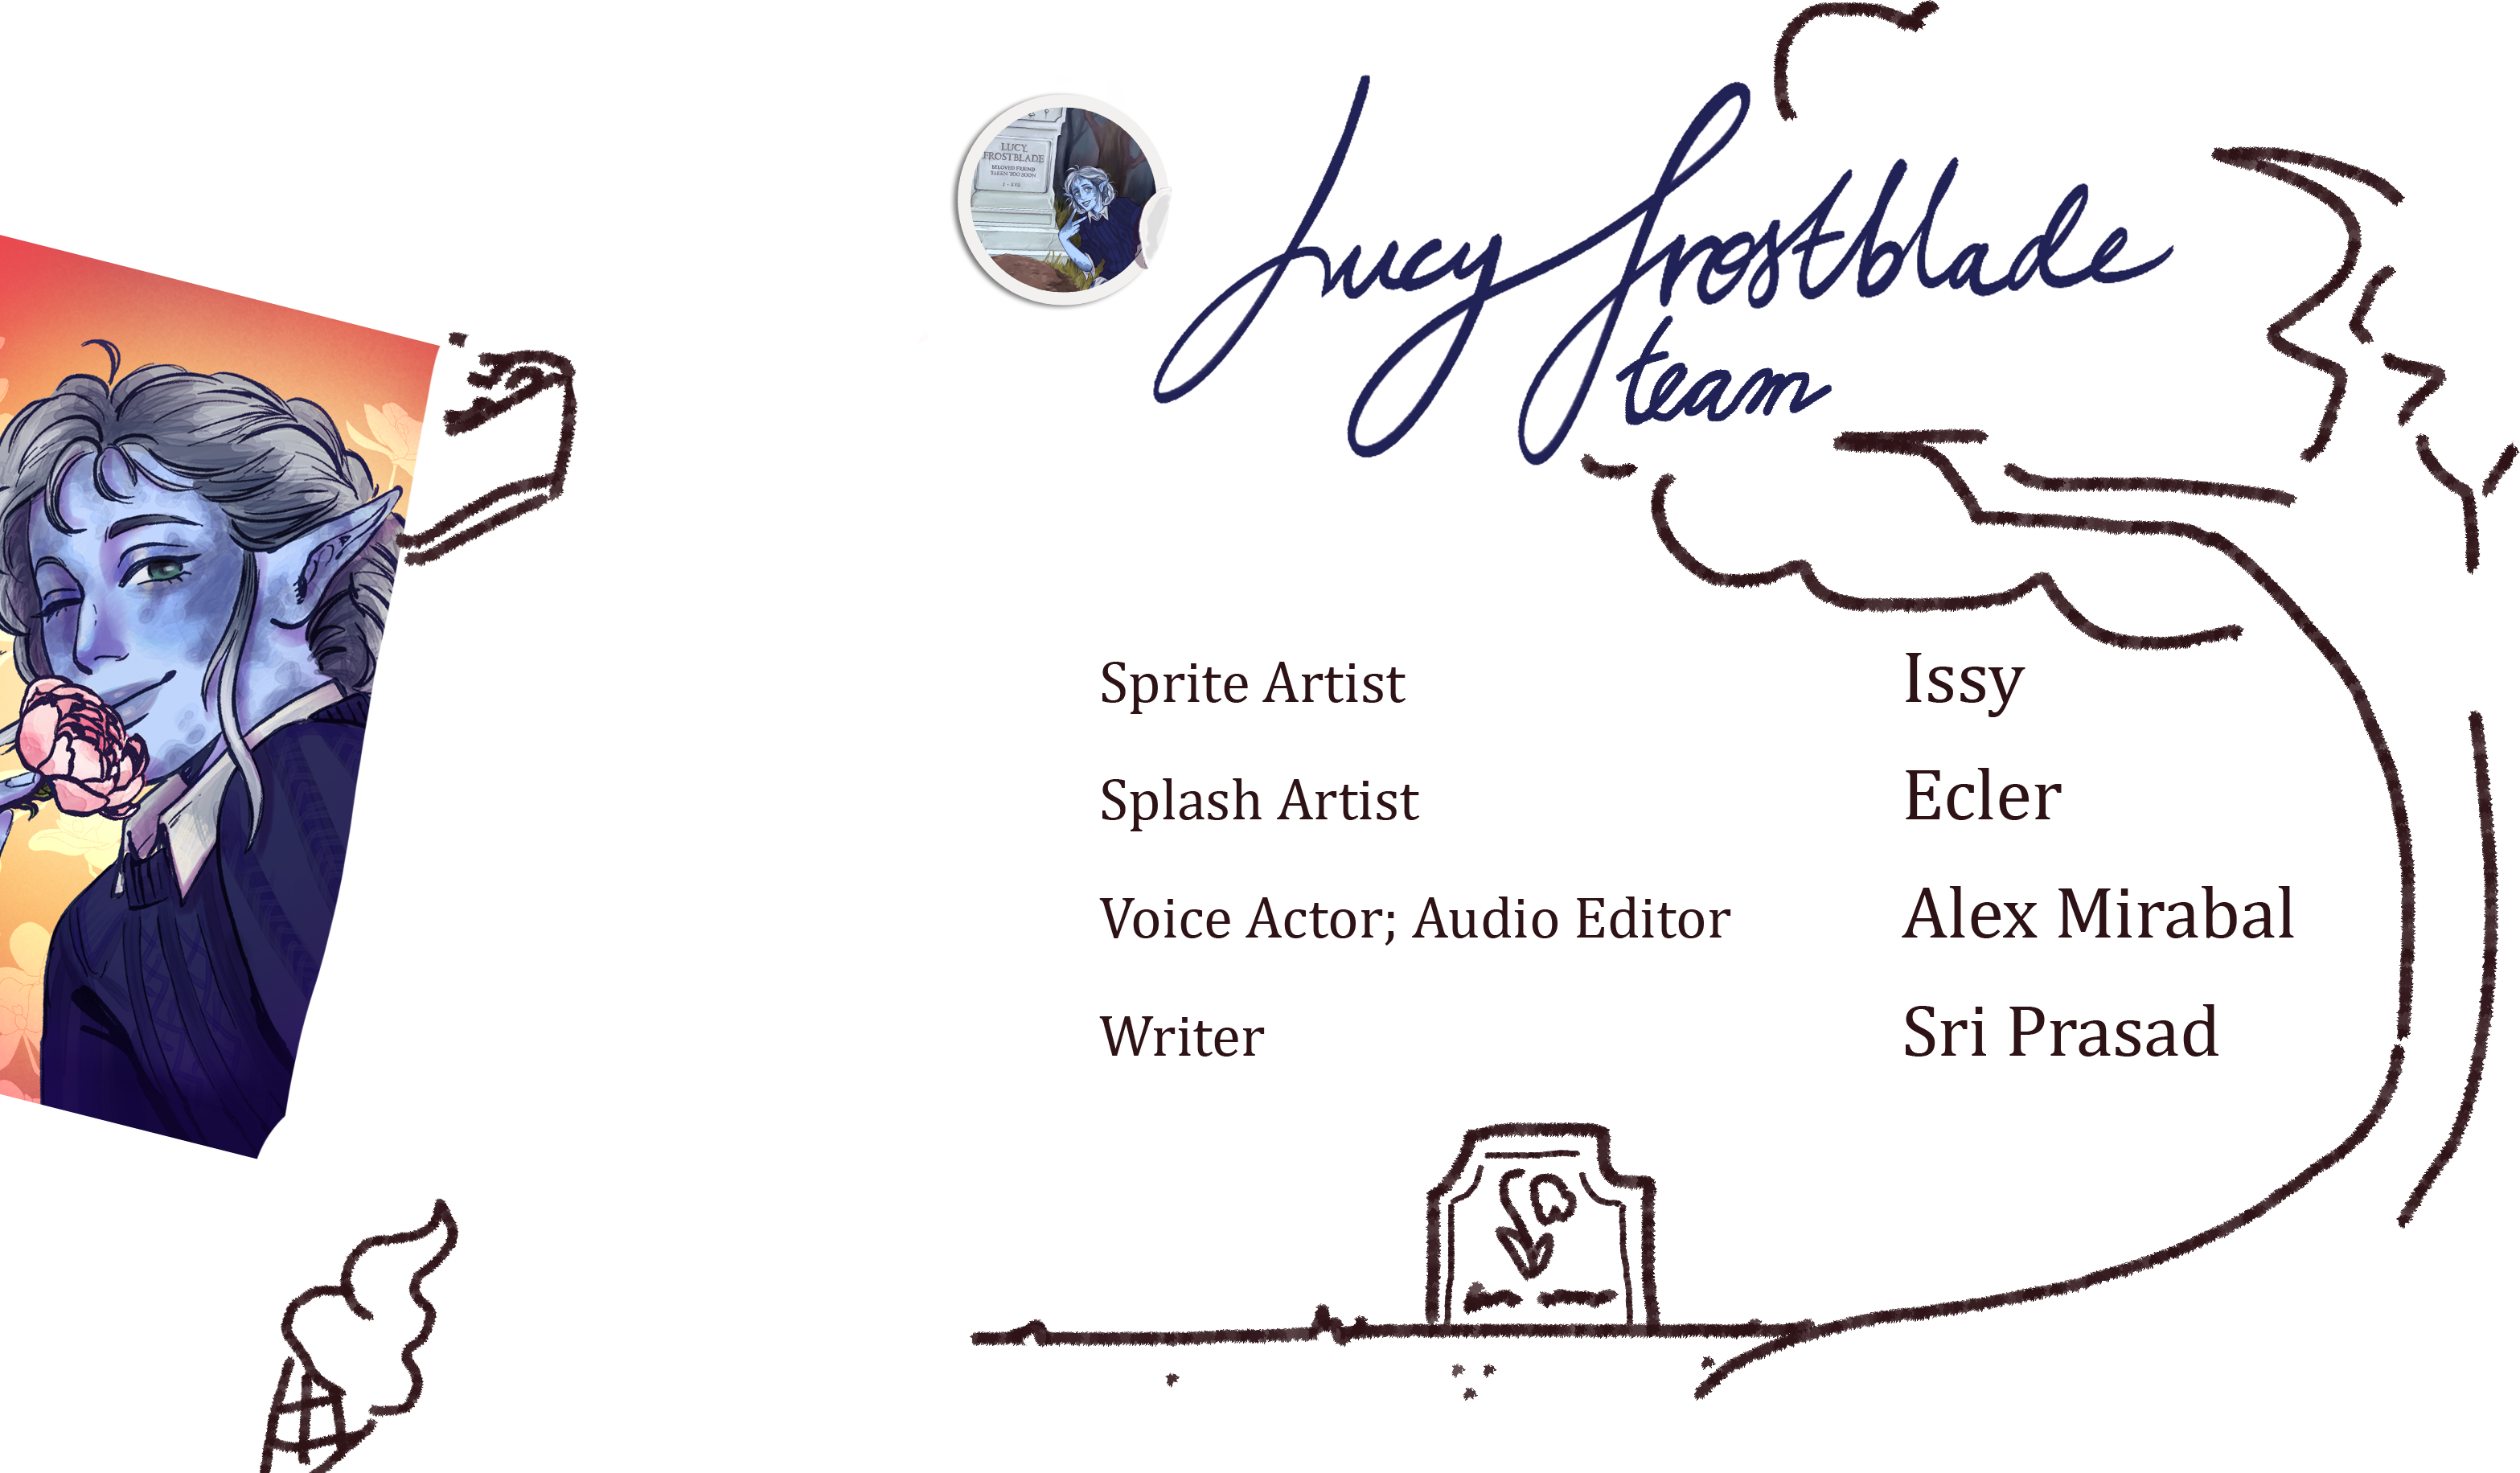 LUCY
FROSTBLADE
BELOVED FRIEND
TAKEN TOO SOON
Lucy Frostblade
team
Sprite Artist Issy
Splash Artist Ecler
Voice Actor; Audio Editor Alex Mirabal
Writer Sri Prasad